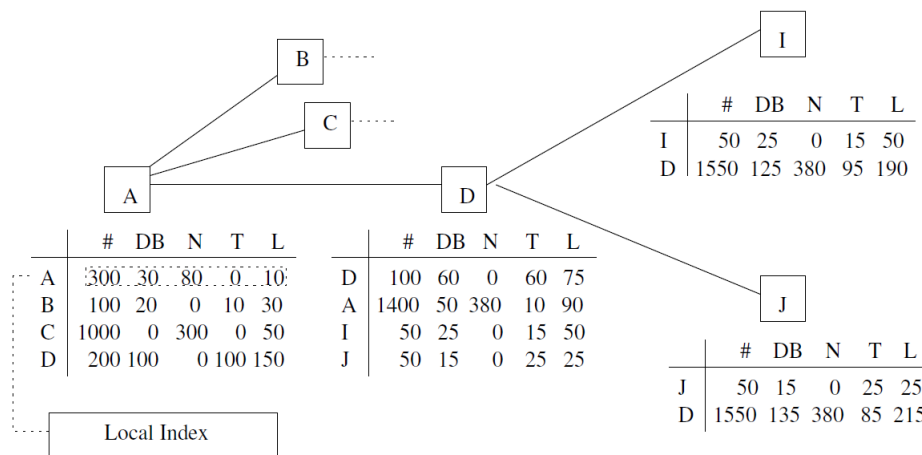 I
B
C
A
D
# DB N T L
I 50 25 0 15 50
D 1550 125 380 95 190
# DB N T L
A 300 30 80 0 10
B 100 20 0 10 30
C 1000 0 300 0 50
D 200 100 0 100 150
# DB N T L
D 100 60 0 60 75
A 1400 50 380 10 90
I 50 25 0 15 50
J 50 15 0 25 25
J
# DB N T L
J 50 15 0 25 25
D 1550 135 380 85 215
Local Index